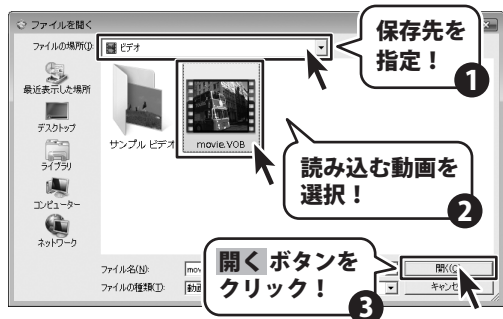 ファイルを開く
ファイルの場所(I):
ビデオ
保存先を
指定！
1
最近表示した場所
デスクトップ
ライブラリ
コンピューター
ネットワーク
サンプル ビデオ
movie.VOB
読み込む動画を
選択！
2
ファイル名(N):
ファイルの種類(T):
開く ボタンを
クリック！
3
開く(O)
キャンセ